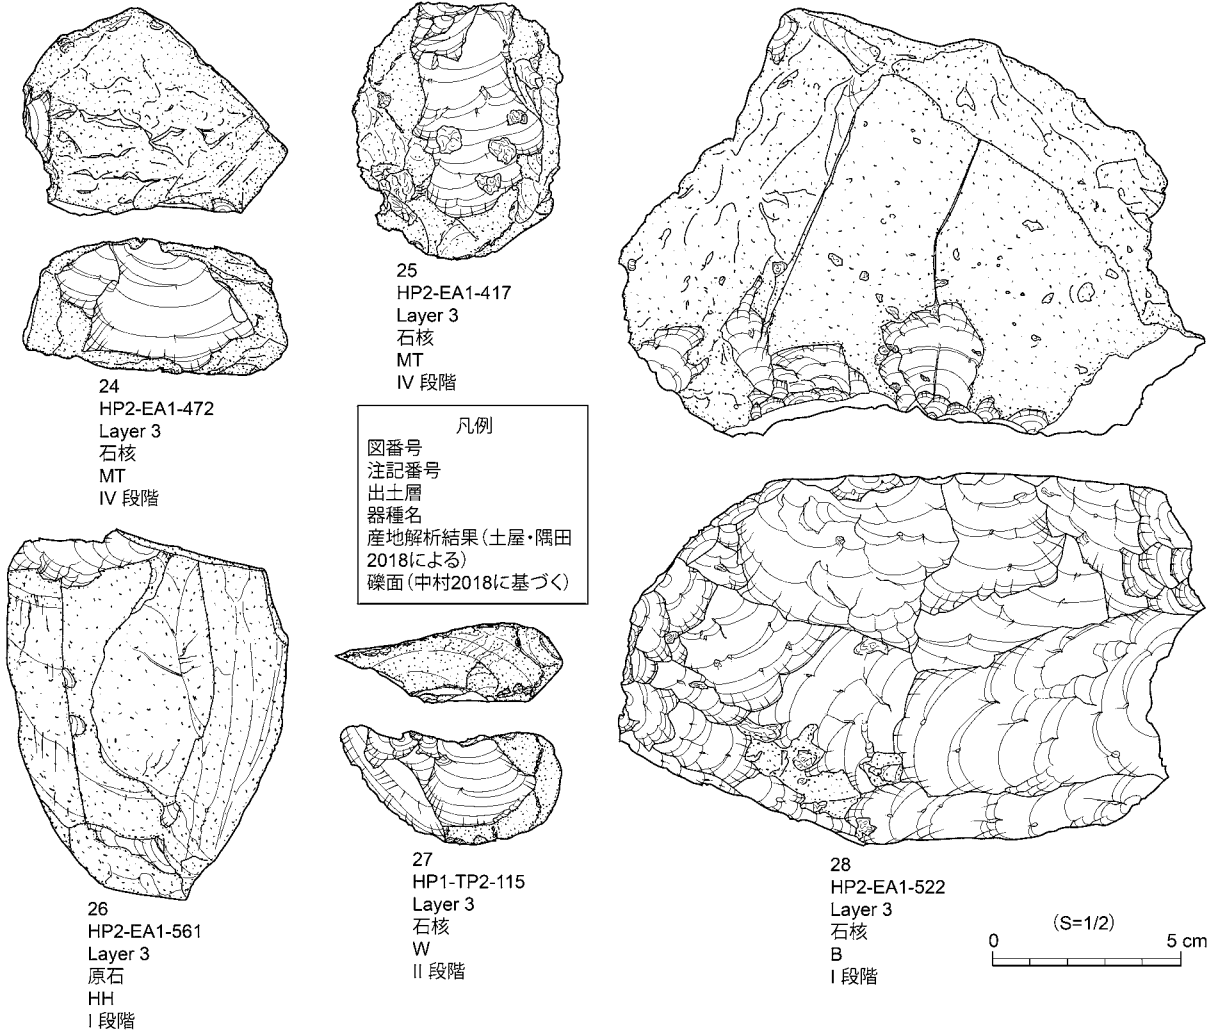 24
HP2-EA1-472
Layer 3
石核
MT
IV 段階
25
HP2-EA1-417
Layer 3
石核
MT
IV 段階
凡例
図番号
注記番号
出土層
器種名
産地解析結果（土屋・隅田
2018による）
礫面（中村2018に基づく）
26
HP2-EA1-561
Layer 3
原石
HH
I 段階
27
HP1-TP2-115
Layer 3
石核
W
II 段階
28
HP2-EA1-522
Layer 3
石核
B
I 段階
（S=1/2）
0 5 cm